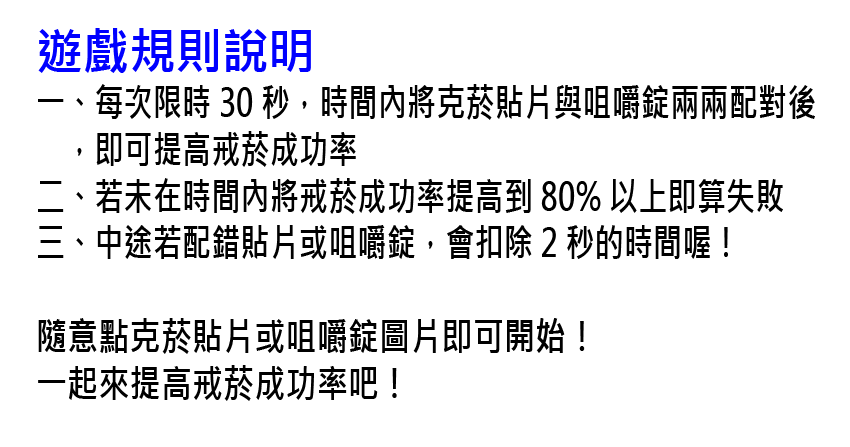 遊戲規則說明
一、每次限時 30 秒，時間內將克菸貼片與咀嚼錠兩兩配對後
，即可提高戒菸成功率
二、若未在時間內將戒菸成功率提高到 80% 以上即算失敗
三、中途若配錯貼片或咀嚼錠，會扣除 2 秒的時間喔！
隨意點克菸貼片或咀嚼錠圖片即可開始！
一起來提高戒菸成功率吧！